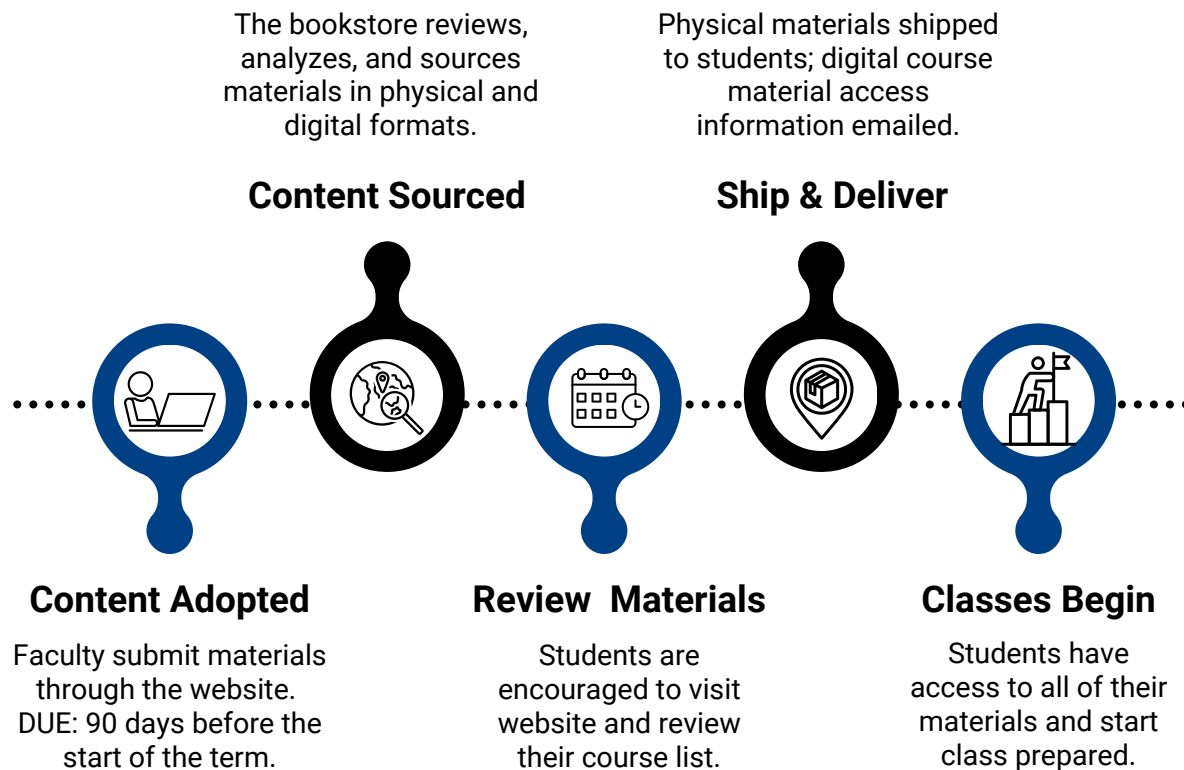 The bookstore reviews,
analyzes, and sources
materials in physical and
digital formats.
Physical materials shipped
to students; digital course
material access
information emailed.
Content Sourced
Ship & Deliver
Content Adopted
Faculty submit materials
through the website.
DUE: 90 days before the
start of the term.
Review  Materials
Students are
encouraged to visit
website and review
their course list.
Classes Begin
Students have
access to all of their
materials and start
class prepared.